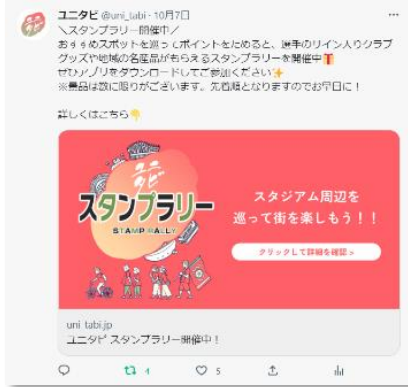 ユニタビ @uni_tabi・10月7日
＼スタンプラリー開催中／
おすすめスポットを巡ってポイントをためると、選手のサイン入りクラブ
グッズや地域の名産品がもらえるスタンプラリーを開催中🎁
ぜひアプリをダウンロードしてご参加ください✨
※景品は数に限りがございます。先着順となりますのでお早目に！
詳しくはこちら👇
ユニタビ
スタンプラリー
STAMP RALLY
スタジアム周辺を
巡って街を楽しもう！！
クリックして詳細を確認 >
uni-tabi.jp
ユニタビ スタンプラリー開催中！
4
5